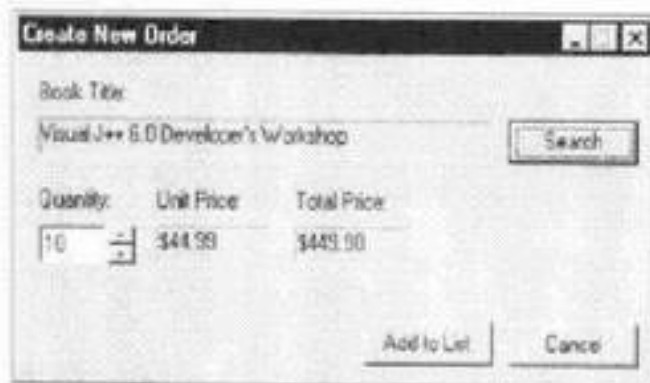 Create New Order
Book Title:
Visual J++ 6.0 Developer's Workshop
Search
Quantity: Unit Price: Total Price:
10 $44.99 $449.90
Add to List Cancel